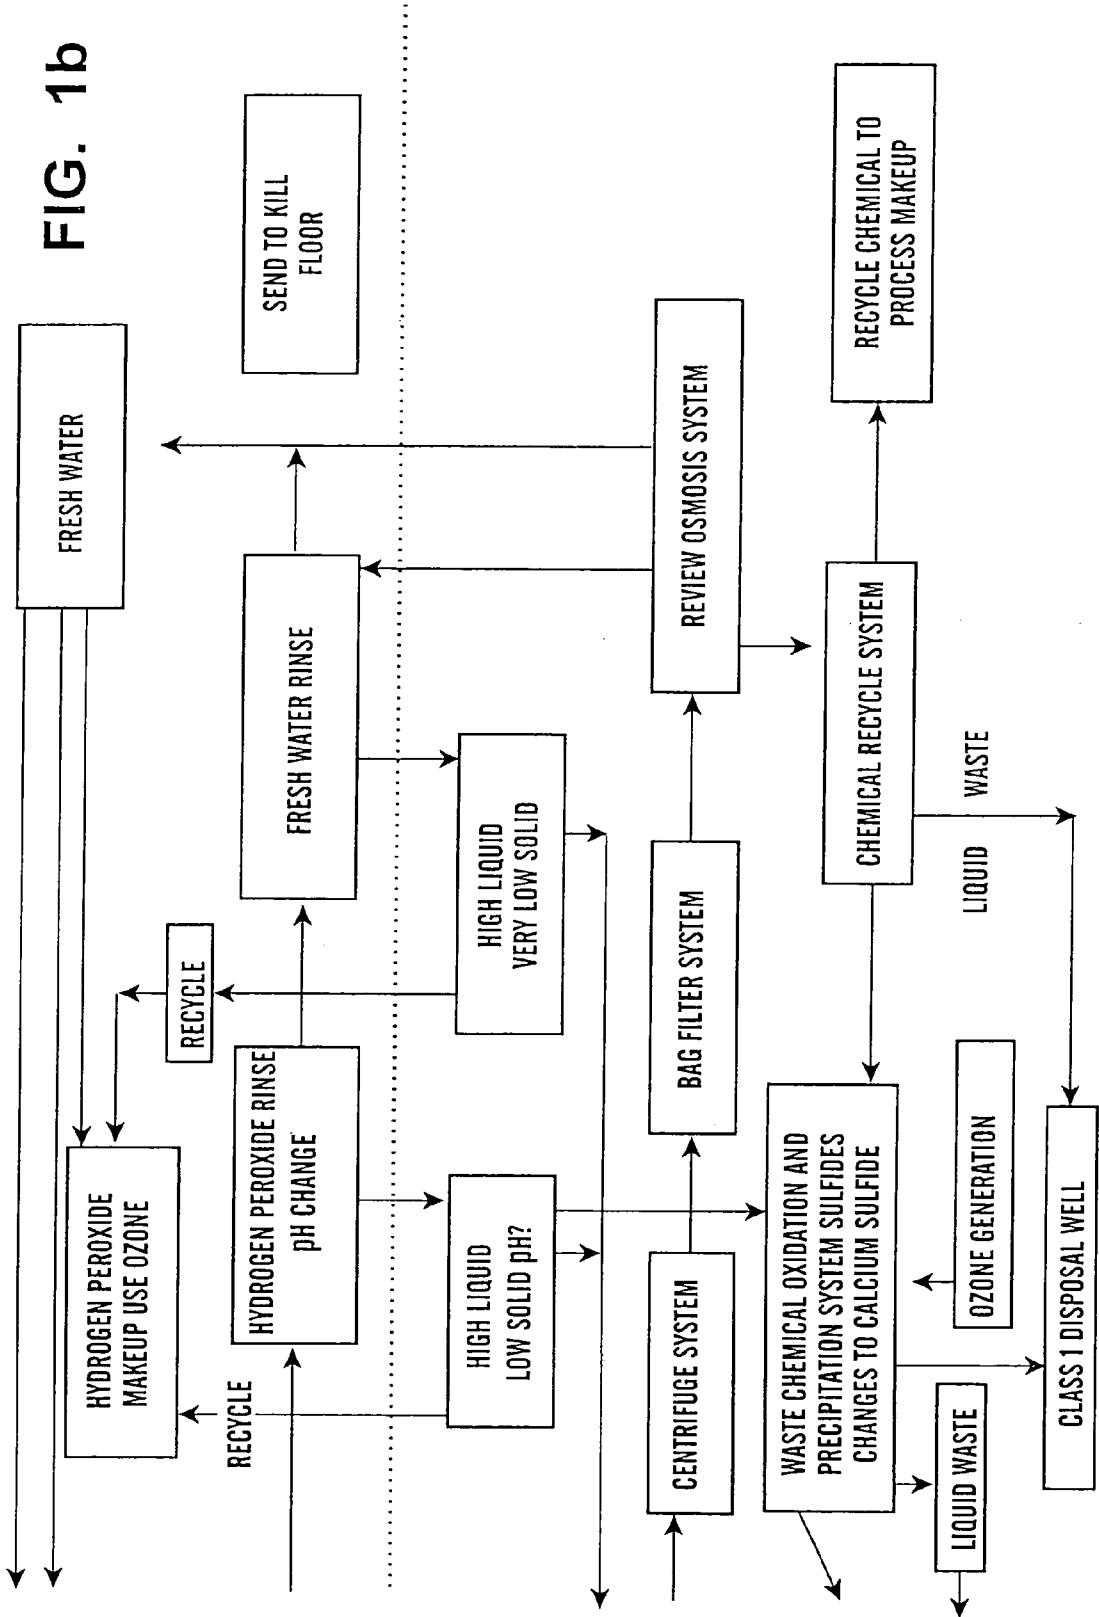 FIG. 1b
FRESH WATER
HYDROGEN PEROXIDE
MAKEUP USE OZONE
RECYCLE
RECYCLE
HYDROGEN PEROXIDE RINSE
pH CHANGE
FRESH WATER RINSE
SEND TO KILL
FLOOR
HIGH LIQUID
LOW SOLID pH?
HIGH LIQUID
VERY LOW SOLID
CENTRIFUGE SYSTEM
BAG FILTER SYSTEM
REVIEW OSMOSIS SYSTEM
WASTE CHEMICAL OXIDATION AND
PRECIPITATION SYSTEM SULFIDES
CHANGES TO CALCIUM SULFIDE
CHEMICAL RECYCLE SYSTEM
RECYCLE CHEMICAL TO
PROCESS MAKEUP
LIQUID WASTE
OZONE GENERATION
LIQUID WASTE
CLASS 1 DISPOSAL WELL